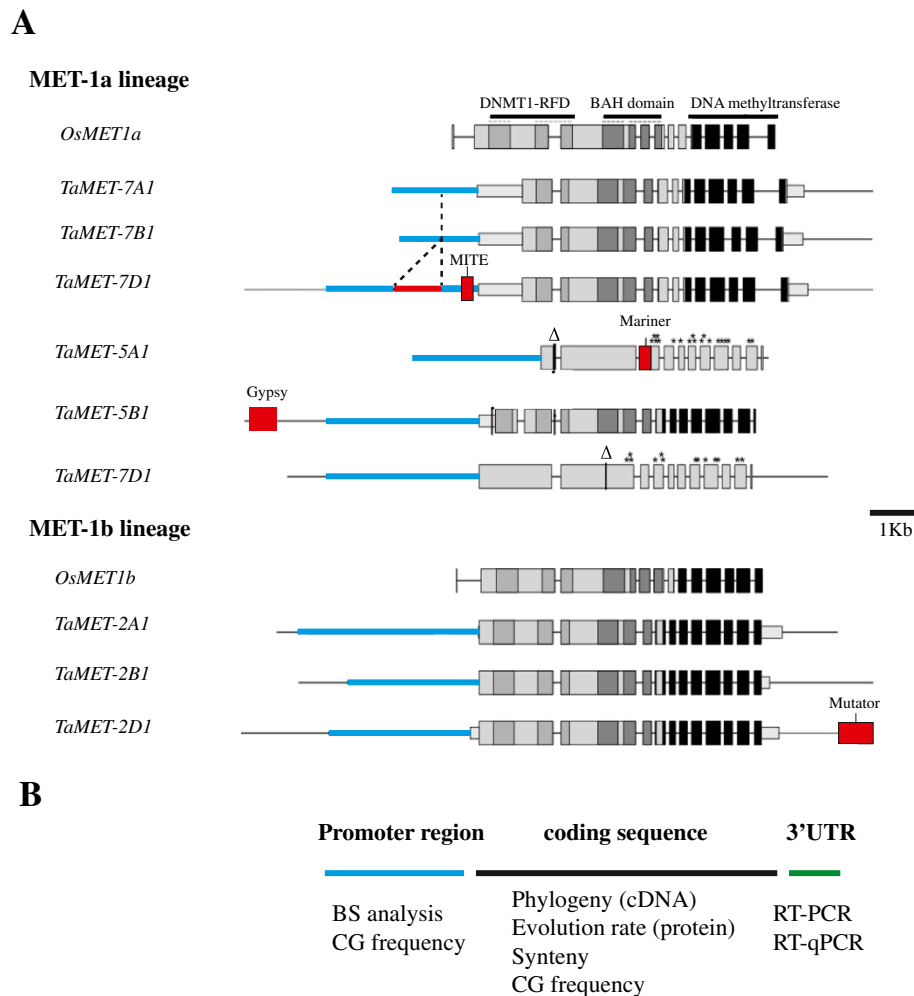 A
MET-1a lineage
DNMT1-RFD BAH domain DNA methyltransferase
OsMET1a
TaMET-7A1
TaMET-7B1
MITE
TaMET-7D1
Mariner
Δ
** * * * * * * * * ****  **
TaMET-5A1
Gypsy
TaMET-5B1
Δ
TaMET-7D1
1Kb
MET-1b lineage
OsMET1b
TaMET-2A1
TaMET-2B1
Mutator
TaMET-2D1
B
Promoter region coding sequence 3’UTR
BS analysis
CG frequency
Phylogeny (cDNA)
Evolution rate (protein)
Synteny
CG frequency
RT-PCR
RT-qPCR